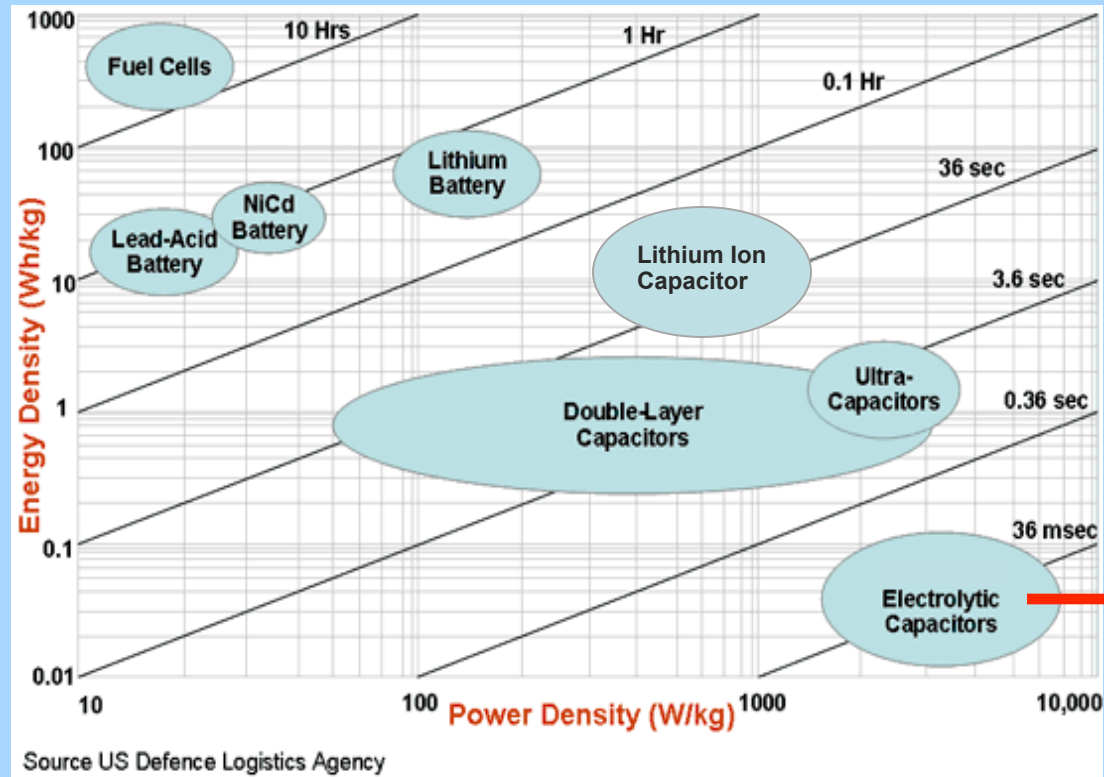 1000
100
10
1
0.1
0.01
Energy Density (Wh/kg)
10 Hrs
1 Hr
0.1 Hr
36 sec
3.6 sec
0.36 sec
36 msec
Fuel Cells
Lithium
Battery
NiCd
Battery
Lead-Acid
Battery
Lithium Ion
Capacitor
Ultra-
Capacitors
Double-Layer
Capacitors
Electrolytic
Capacitors
10
100
1000
10,000
Power Density (W/kg)
Source US Defence Logistics Agency